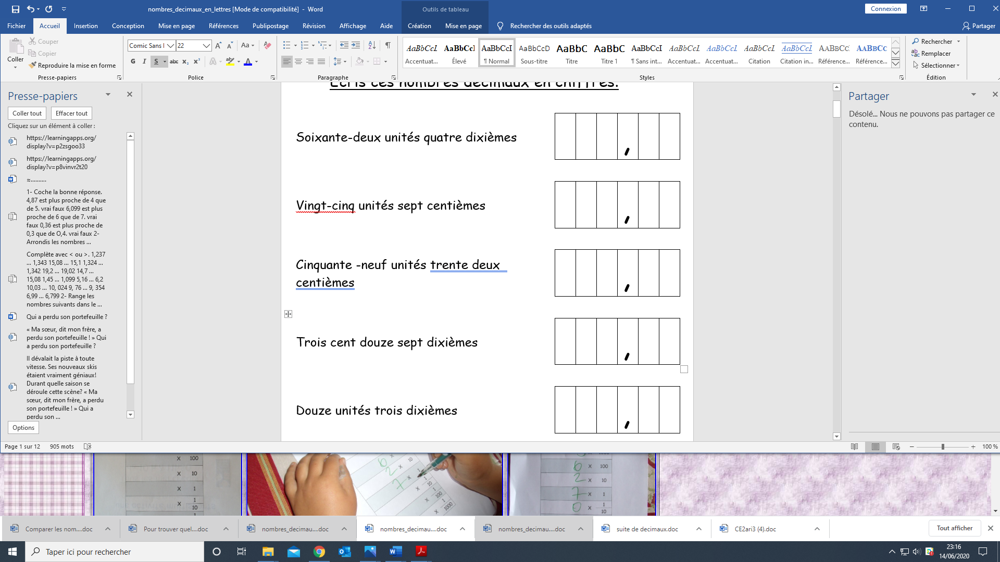 nombres_decimaux_en_lettres [Mode de compatibilité] - Word
Outils de tableau
Connexion
Fichier Accueil Insertion Conception Mise en page Références Publipostage Révision Affichage Aide Création Mise en page Rechercher des outils adaptés Partager
Coller
Couper
Copier
Reproduire la mise en forme
Presse-papiers
Comic Sans 22
G I S abc x₂ x²
Police
Paragraphe
AaBbCcL AaBbCcI AaBbCcI AaBbCcD AaBbC AaBbC AaBbCcI AaBbCcL AaBbCcL AaBbCcL AaBbCcL AaBbCc AaBbCc
Accentuat... Élevé ¶ Normal Sous-titre Titre Titre 1 ¶ Sans int... Accentuat... Accentuat... Citation Citation in... Référence... Référence...
Styles
Rechercher
Remplacer
Sélectionner
Édition
Presse-papiers
Coller tout Effacer tout
Cliquez sur un élément à coller :
https://learningapps.org/
display?v=p2zsgoo33
https://learningapps.org/
display?v=p8vinvr2t20
≈..........
1- Coche la bonne réponse.
4,87 est plus proche de 4 que
de 5. vrai faux 6,099 est plus
proche de 6 que de 7. vrai
faux 0,36 est plus proche de
0,3 que de O,4. vrai faux 2-
Arrondis les nombres ...
Complète avec < ou >. 1,237
... 1,343 15,08 ... 15,1 1,324 ...
1,342 19,2 ... 19,02 14,7 ...
15,08 1,45 ... 1,099 5,16 ... 6,2
10,03 ... 10, 024 9, 76 ... 9, 354
6,99 ... 6,799 2- Range les
nombres suivants dans le ...
Qui a perdu son portefeuille ?
« Ma sœur, dit mon frère, a
perdu son portefeuille ! » Qui
a perdu son portefeuille ?
Il dévalait la piste à toute
vitesse. Ses nouveaux skis
étaient vraiment géniaux!
Durant quelle saison se
déroule cette scène? « Ma
sœur, dit mon frère, a perdu
son portefeuille ! » Qui a
perdu son ...
Options
Ecris ces nombres décimaux en chiffres.
Soixante-deux unités quatre dixièmes
,
Vingt-cinq unités sept centièmes
,
Cinquante -neuf unités trente deux
centièmes
,
Trois cent douze sept dixièmes
,
Douze unités trois dixièmes
,
Partager
Désolé... Nous ne pouvons pas partager ce
contenu.
Page 1 sur 12 905 mots
100 %
x 100
x 10
x 1
x 1
10
6
2 x 10
7 x 1
x 1
10
x 1
100
x 1
1000
6 x 100
2 x 10
7 x 1
0 x 1
10
Comparer les nom....doc Pour trouver quel....doc nombres_decimau....doc nombres_decimau....doc nombres_decimau....doc suite de decimaux.doc CE2ari3 (4).doc Tout afficher
Taper ici pour rechercher
23:16
14/06/2020